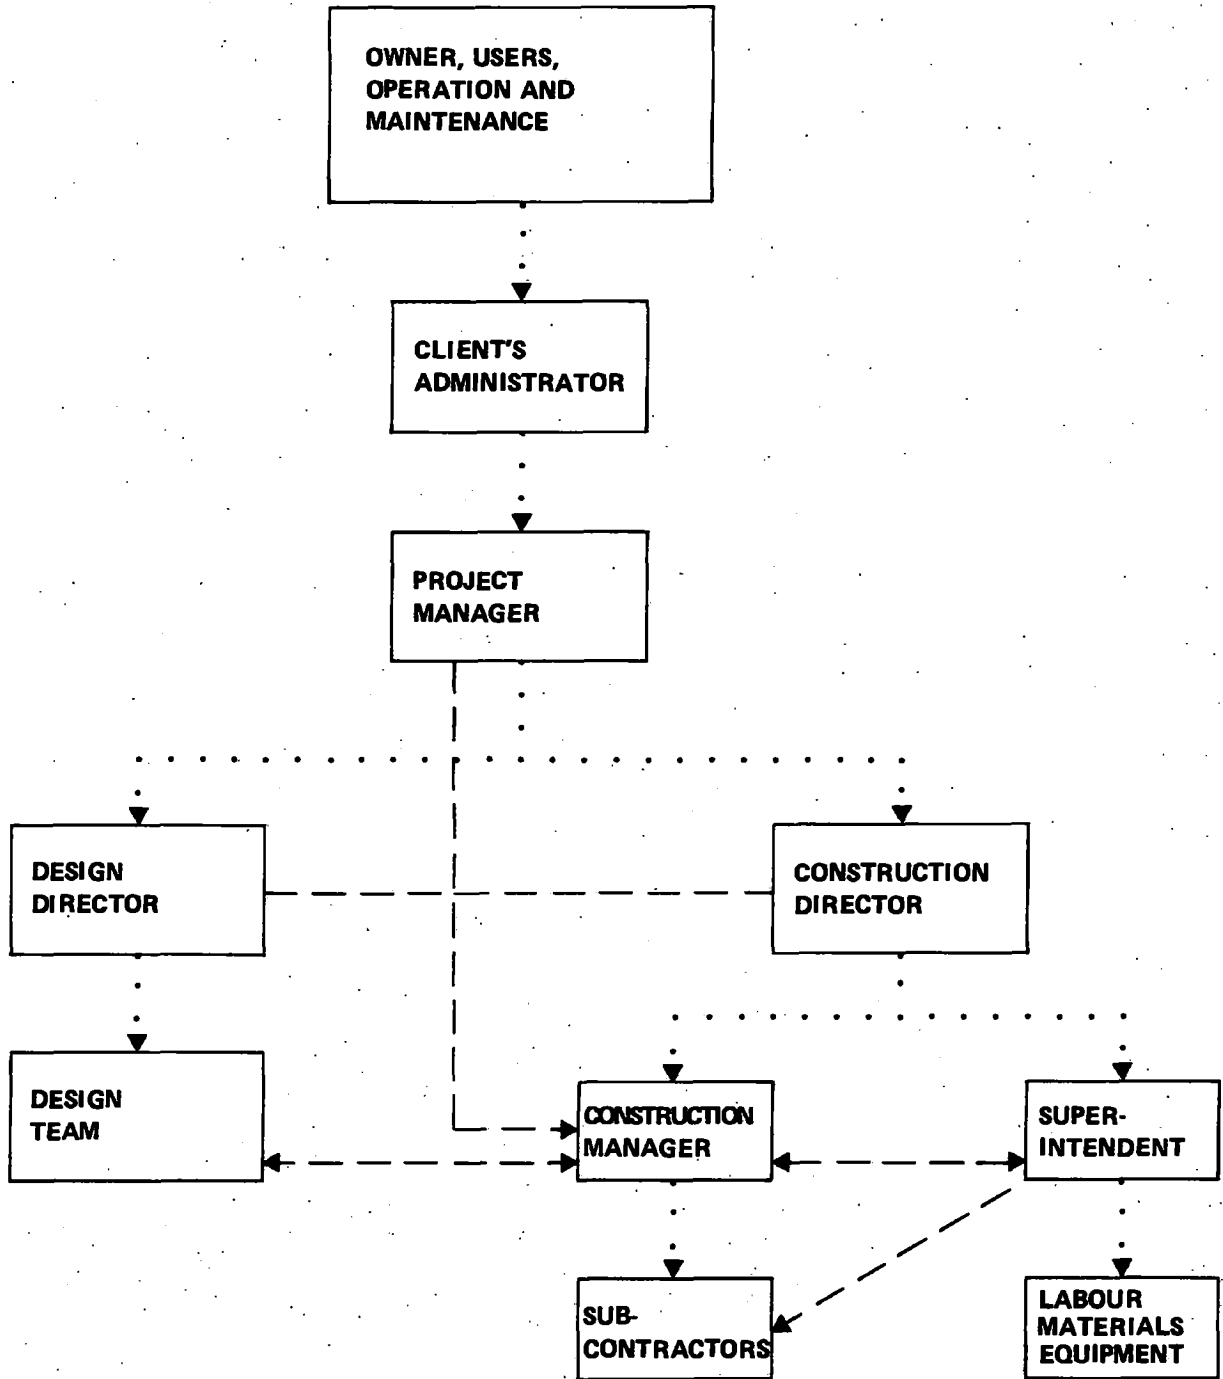 OWNER, USERS,
OPERATION AND
MAINTENANCE
CLIENT'S
ADMINISTRATOR
PROJECT
MANAGER
DESIGN
DIRECTOR
CONSTRUCTION
DIRECTOR
DESIGN
TEAM
CONSTRUCTION
MANAGER
SUPER-
INTENDENT
SUB-
CONTRACTORS
LABOUR
MATERIALS
EQUIPMENT